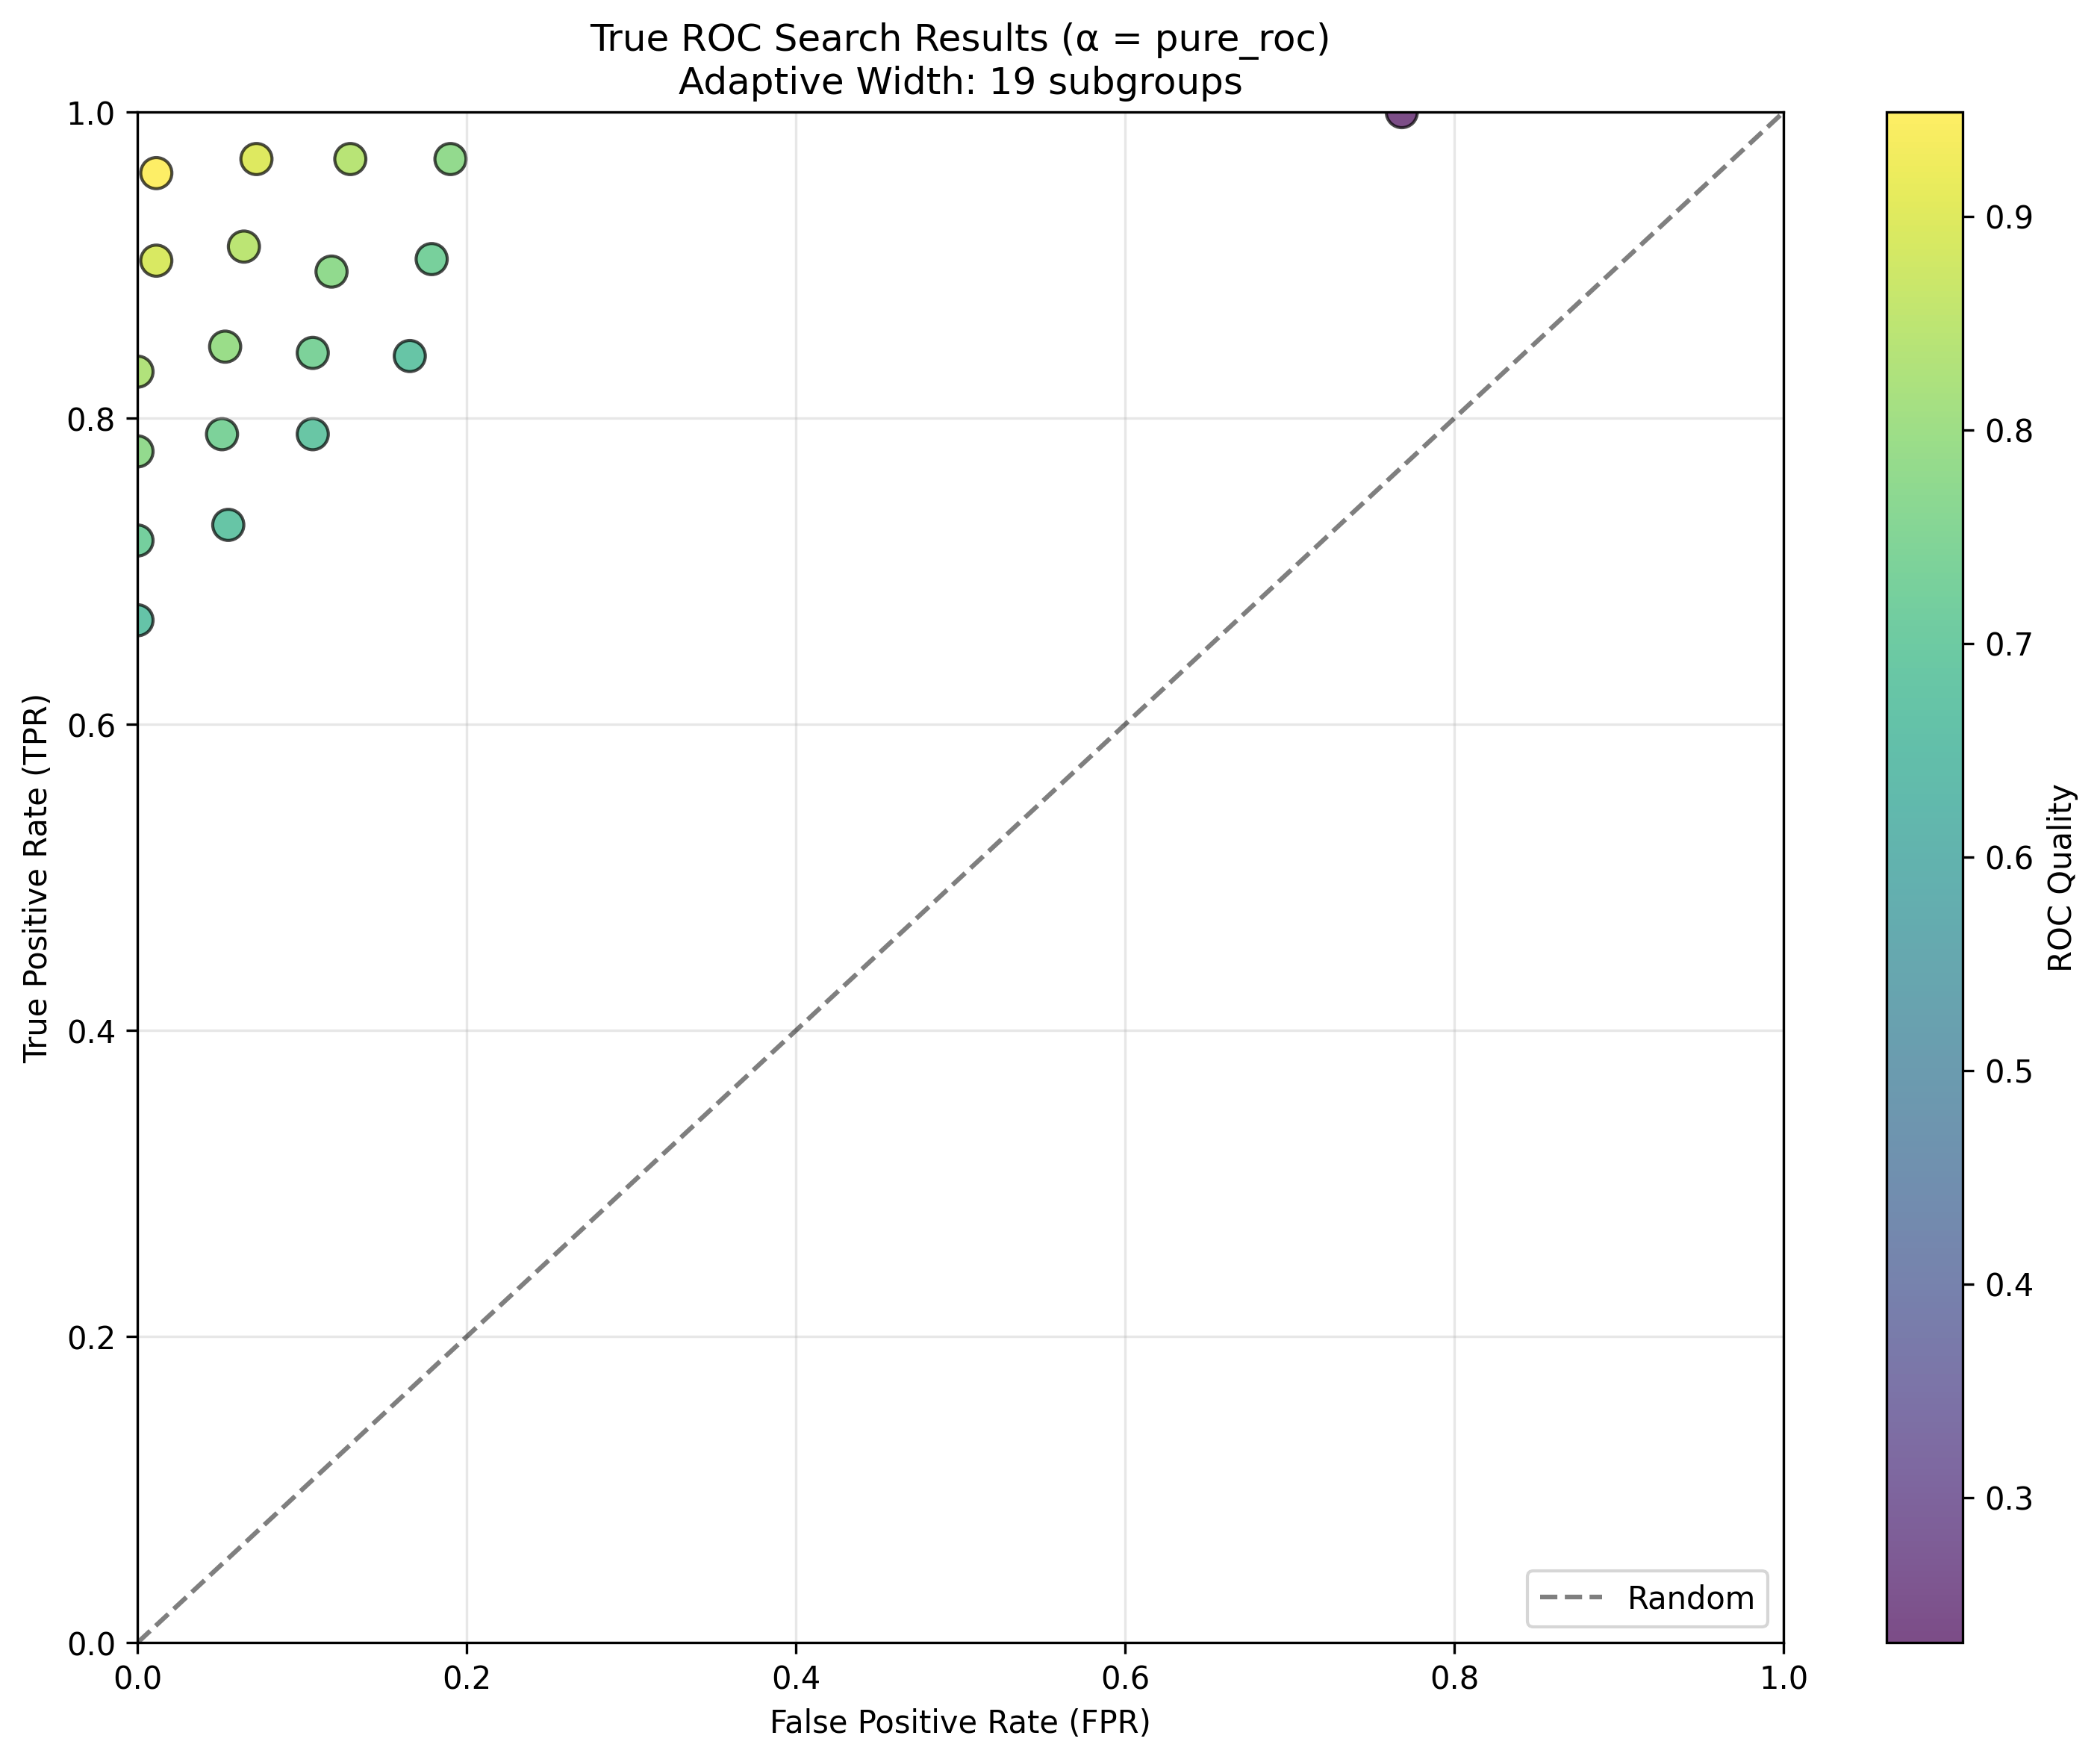 True ROC Search Results (α = pure_roc)
Adaptive Width: 19 subgroups
1.0
0.8
0.6
0.4
0.2
0.0
True Positive Rate (TPR)
0.0 0.2 0.4 0.6 0.8 1.0
False Positive Rate (FPR)
Random
0.9
0.8
0.7
0.6
0.5
0.4
0.3
ROC Quality